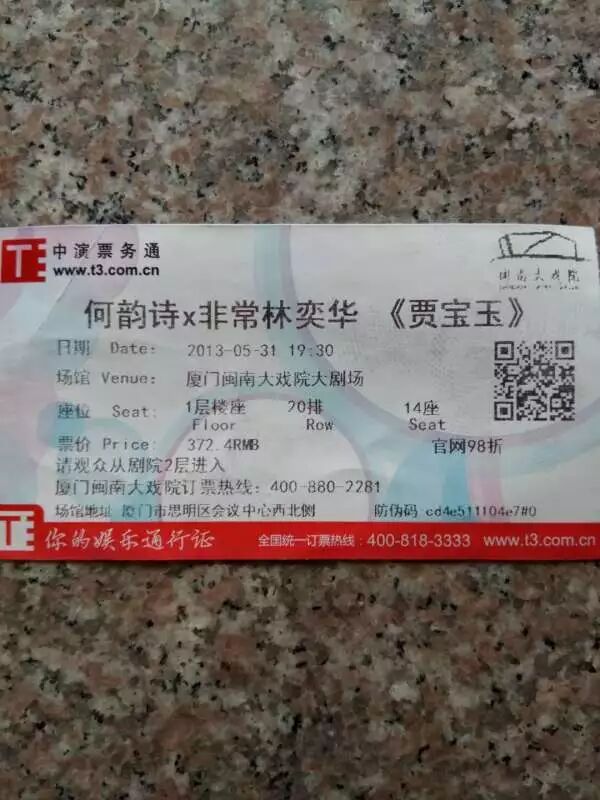 中演票务通
www.t3.com.cn
闽南大戏院
何韵诗x非常林奕华 《贾宝玉》
日期 Date: 2013-05-31 19:30
场馆 Venue: 厦门闽南大戏院大剧场
座位 Seat: 1层楼座 20排 14座
Floor Row Seat
票价 Price: 372.4RMB 官网98折
请观众从剧院2层进入
厦门闽南大戏院订票热线: 400-880-2281
场馆地址 厦门市思明区会议中心西北侧 防伪码 cd4e511104e7#0
你的娱乐通行证 全国统一订票热线: 400-818-3333 www.t3.com.cn